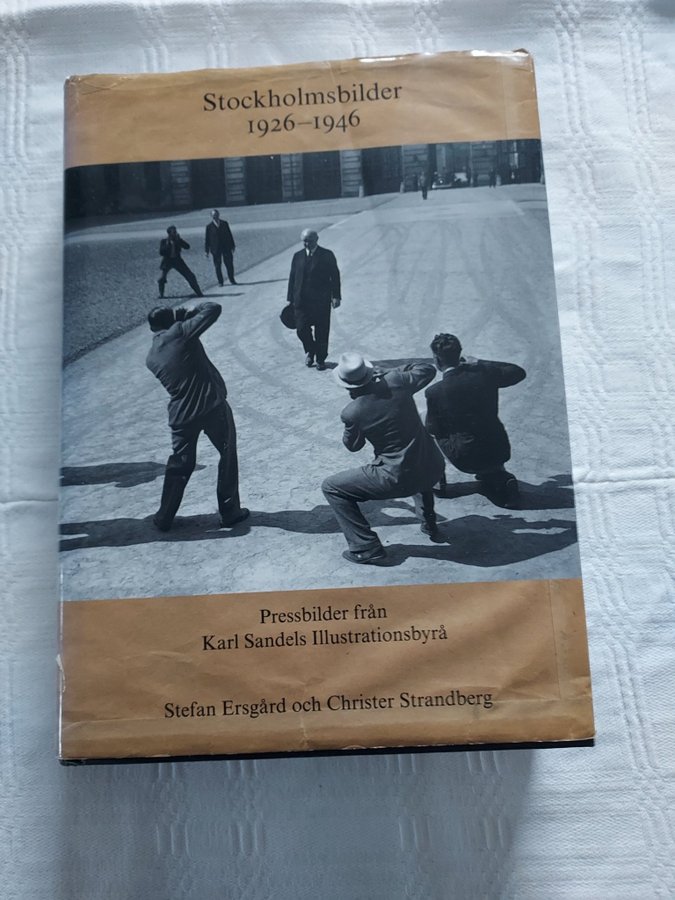 Stockholmsbilder
1926–1946
Pressbilder från
Karl Sandels Illustrationsbyrå
Stefan Ersgård och Christer Strandberg